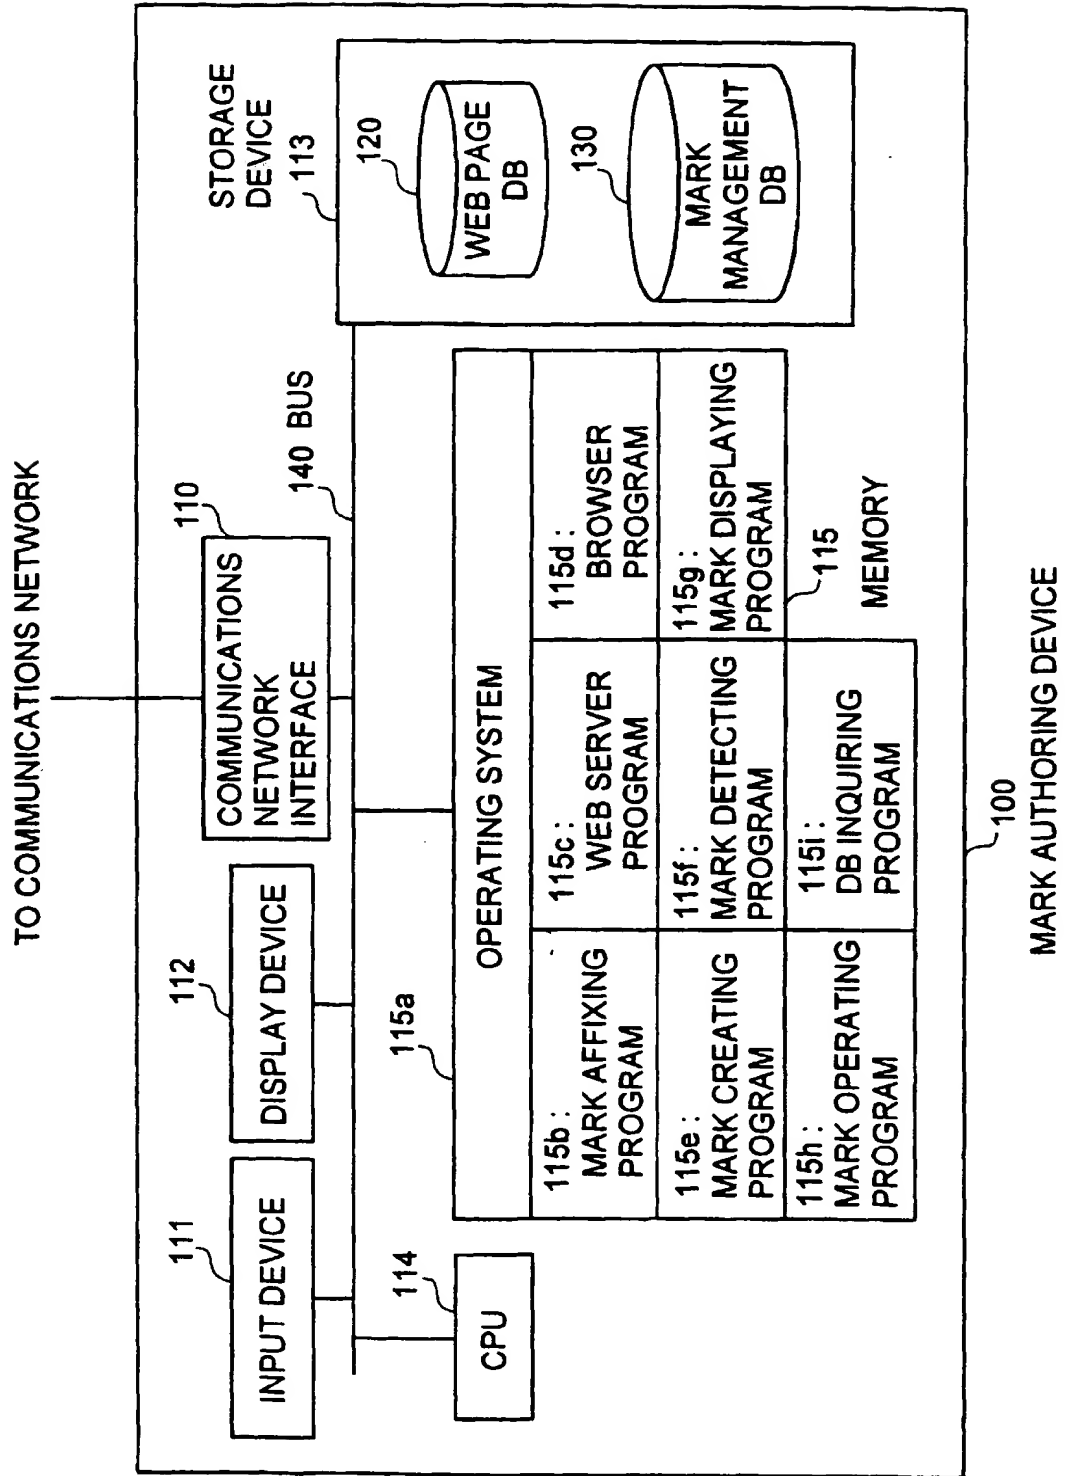 TO COMMUNICATIONS NETWORK
111
INPUT DEVICE
112
DISPLAY DEVICE
110
COMMUNICATIONS
NETWORK
INTERFACE
140 BUS
STORAGE
DEVICE
113
120
WEB PAGE
DB
130
MARK
MANAGEMENT
DB
114
CPU
115a
OPERATING SYSTEM
115b :
MARK AFFIXING
PROGRAM
115c :
WEB SERVER
PROGRAM
115d :
BROWSER
PROGRAM
115e :
MARK CREATING
PROGRAM
115f :
MARK DETECTING
PROGRAM
115g :
MARK DISPLAYING
PROGRAM
115h :
MARK OPERATING
PROGRAM
115i :
DB INQUIRING
PROGRAM
115
MEMORY
100
MARK AUTHORING DEVICE